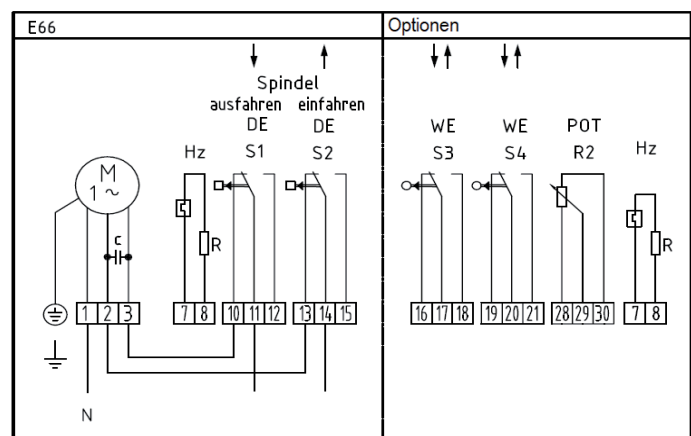 E66
Optionen
Spindel
ausfahren einfahren
DE DE
Hz S1 S2
M
1~
C
R
1 2 3 7 8 10 11 12 13 14 15
N
WE WE POT
S3 S4 R2 Hz
R
16 17 18 19 20 21 28 29 30 7 8